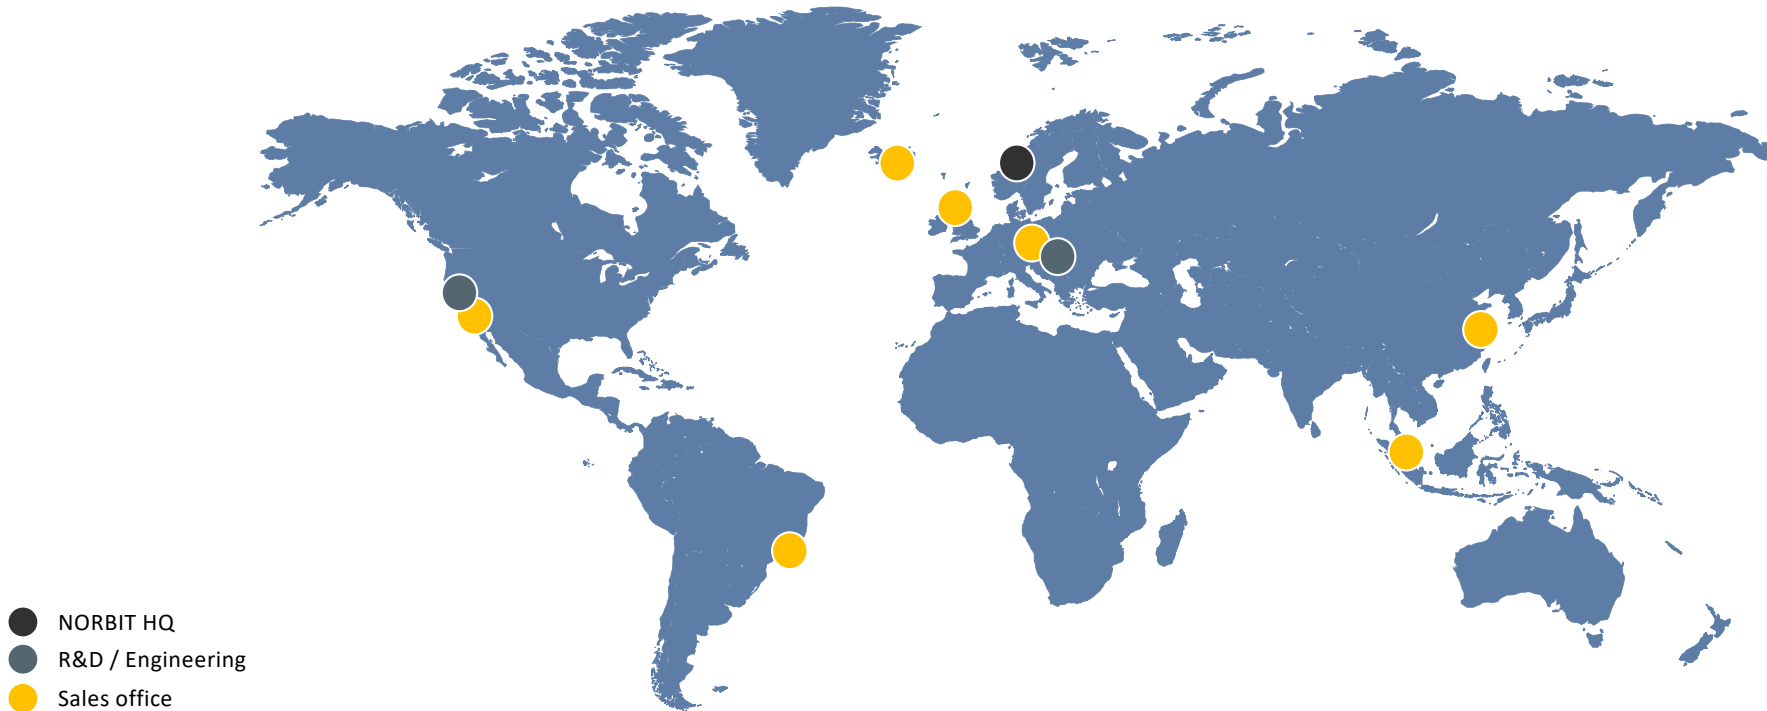 NORBIT HQ
R&D / Engineering
Sales office